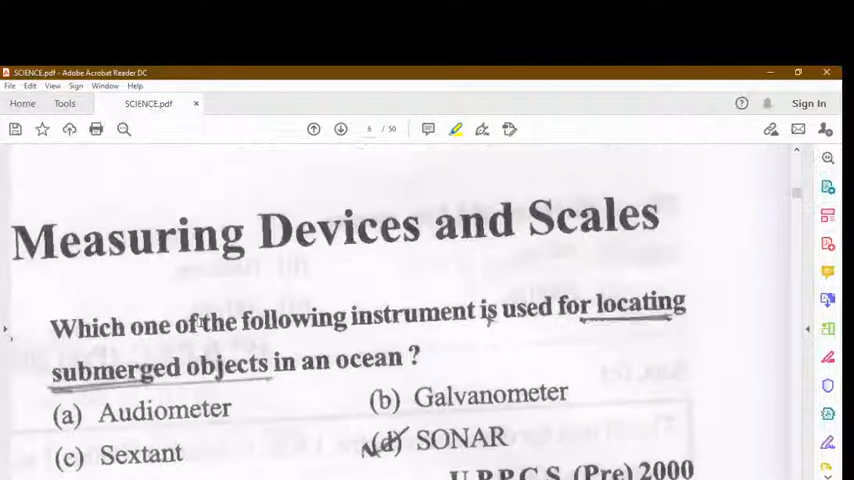 SCIENCE.pdf - Adobe Acrobat Reader DC
File Edit View Sign Window Help
Home Tools SCIENCE.pdf × Sign In
6 / 50
Measuring Devices and Scales
Which one of the following instrument is used for locating
submerged objects in an ocean ?
(a) Audiometer (b) Galvanometer
(c) Sextant (d) SONAR
U.P.P.C.S. (Pre) 2000